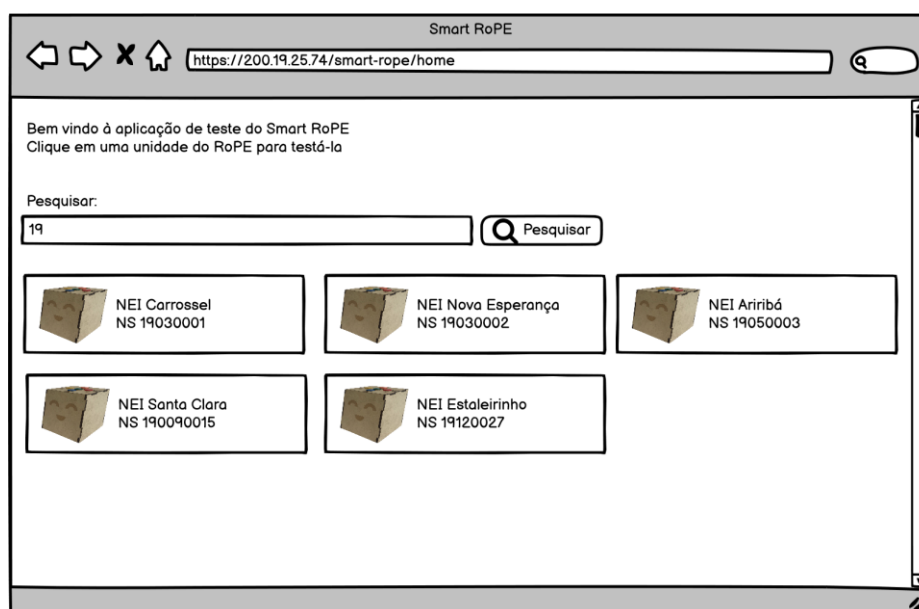 Smart RoPE
https://200.19.25.74/smart-rope/home
Bem vindo à aplicação de teste do Smart RoPE
Clique em uma unidade do RoPE para testá-la
Pesquisar:
19
Pesquisar
NEI Carrossel
NS 19030001
NEI Nova Esperança
NS 19030002
NEI Ariribá
NS 19050003
NEI Santa Clara
NS 190090015
NEI Estaleirinho
NS 19120027